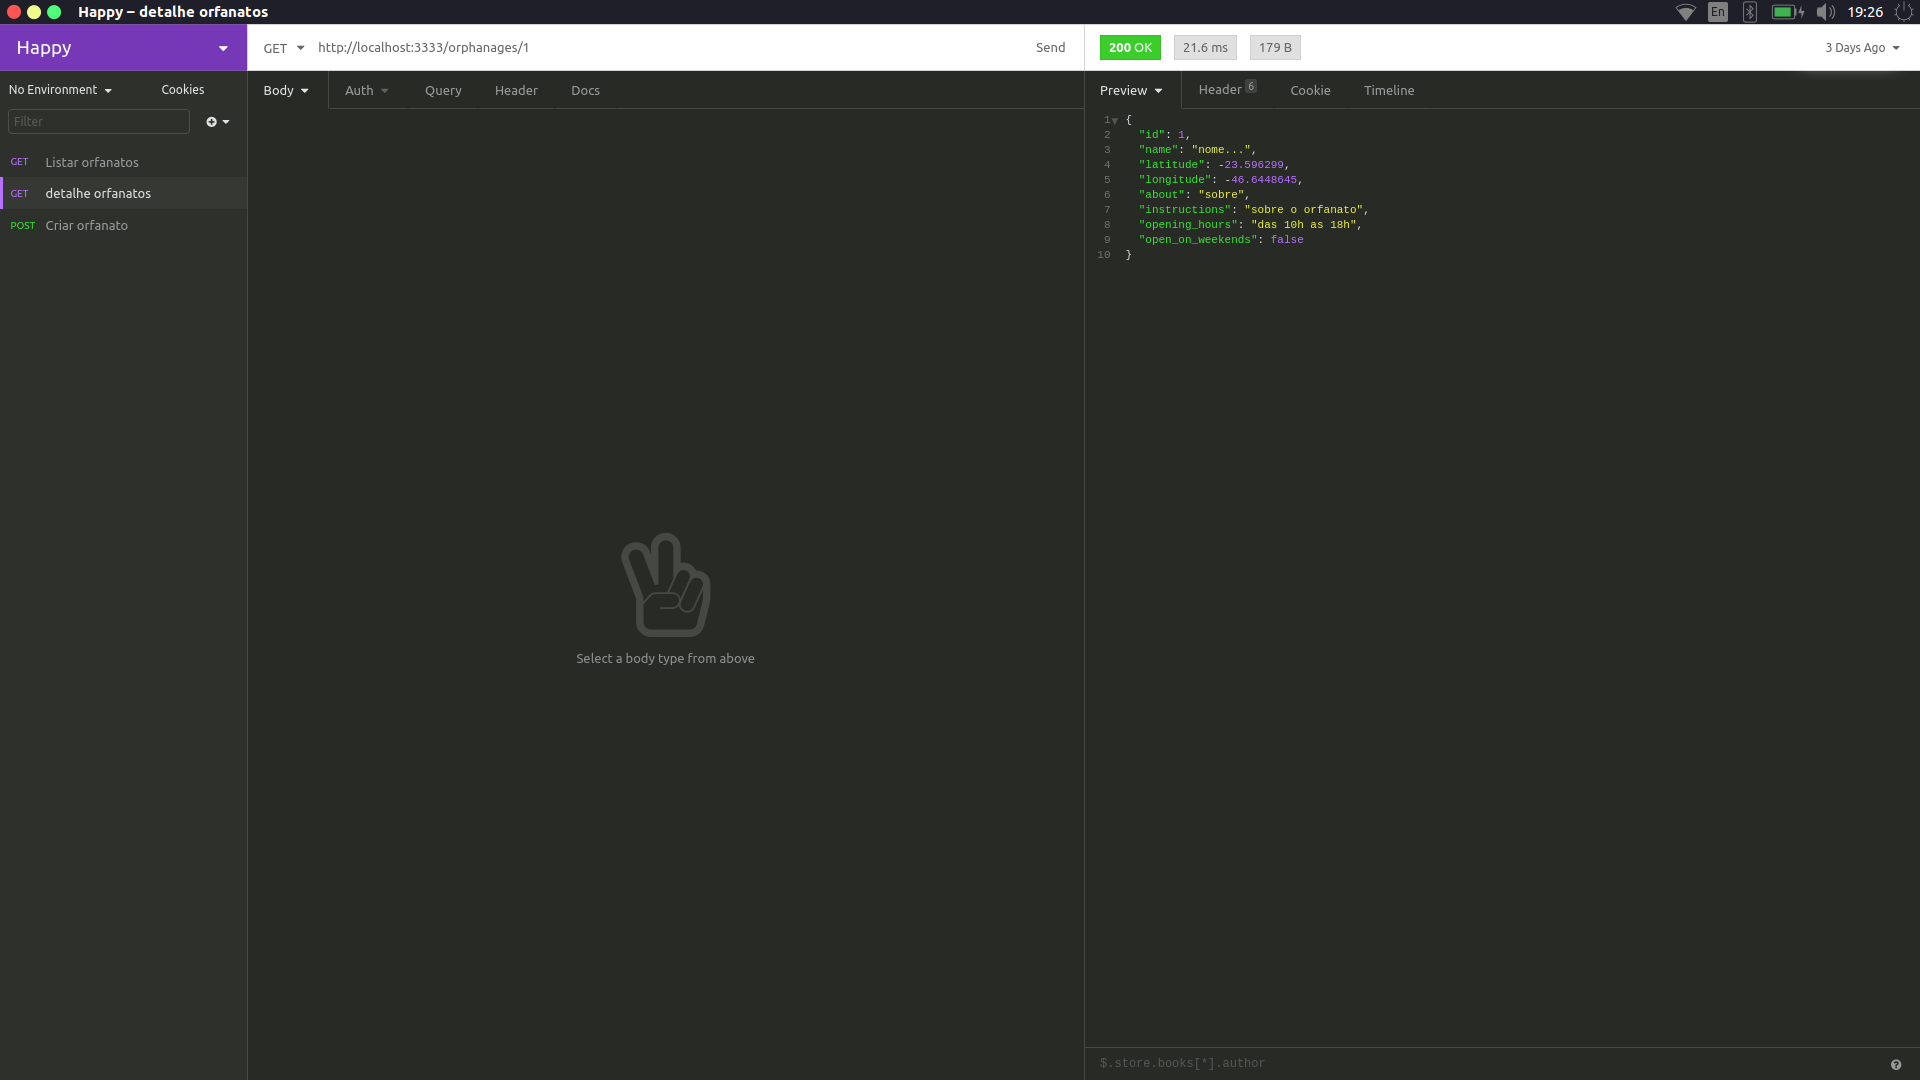 Happy – detalhe orfanatos
En
19:26
Happy
GET http://localhost:3333/orphanages/1 Send
200 OK 21.6 ms 179 B
3 Days Ago
No Environment Cookies
Filter
GET Listar orfanatos
GET detalhe orfanatos
POST Criar orfanato
Body Auth Query Header Docs
Select a body type from above
Preview Header 6 Cookie Timeline
1 {
2 "id": 1,
3 "name": "nome...",
4 "latitude": -23.596299,
5 "longitude": -46.6448645,
6 "about": "sobre",
7 "instructions": "sobre o orfanato",
8 "opening_hours": "das 10h as 18h",
9 "open_on_weekends": false
10 }
$.store.books[*].author